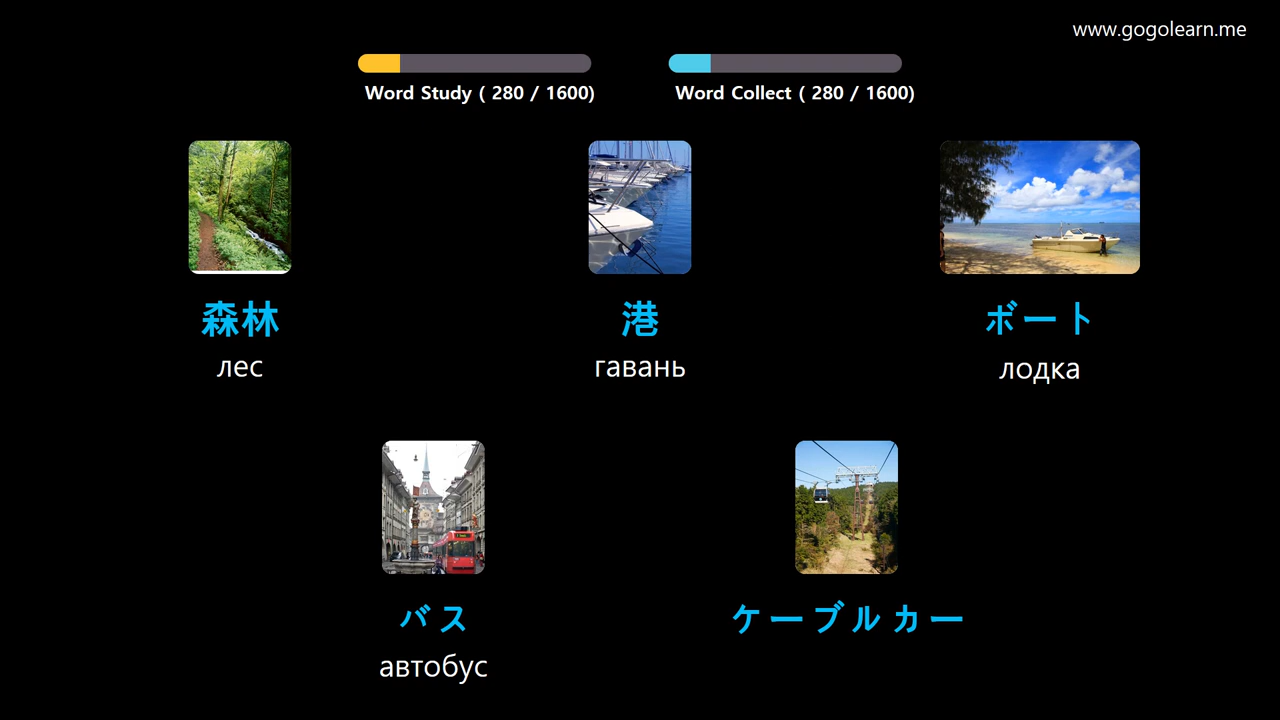 www.gogolearn.me
Word Study ( 280 / 1600)
Word Collect ( 280 / 1600)
森林
лес
港
гавань
ボート
лодка
バス
автобус
ケーブルカー